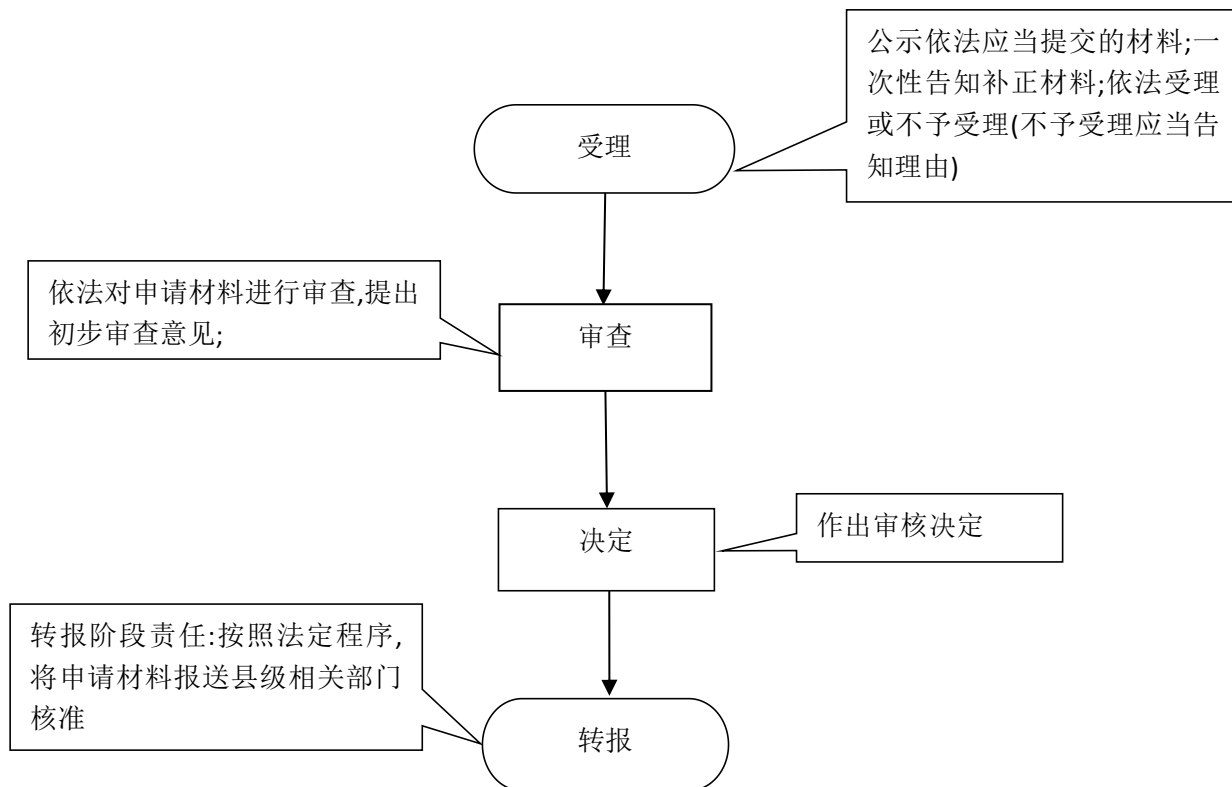 公示依法应当提交的材料;一
次性告知补正材料;依法受理
或不予受理(不予受理应当告
知理由)
受理
依法对申请材料进行审查,提出
初步审查意见;
审查
决定
作出审核决定
转报阶段责任:按照法定程序,
将申请材料报送县级相关部门
核准
转报